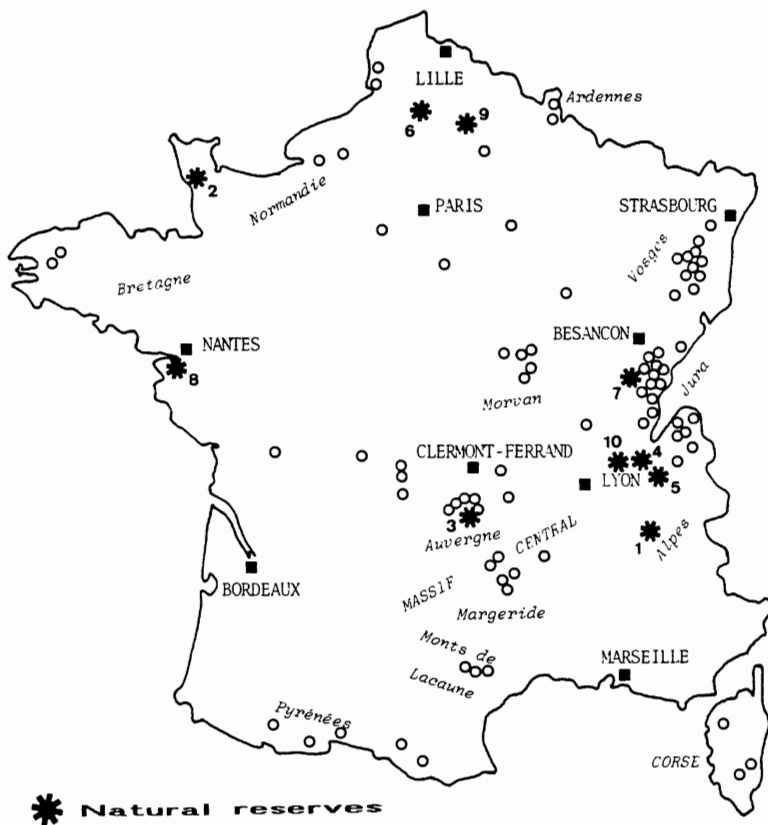 LILLE
Ardennes
6
9
2
Normandie
PARIS
STRASBOURG
Vosges
Bretagne
BESANCON
NANTES
8
7
Jura
Morvan
CLERMONT-FERRAND
10
4
LYON
5
3
Auvergne
CENTRAL
1
Alpes
MASSIF
BORDEAUX
Margeride
Monts de
Lacaune
MARSEILLE
Pyrénées
CORSE
Natural reserves